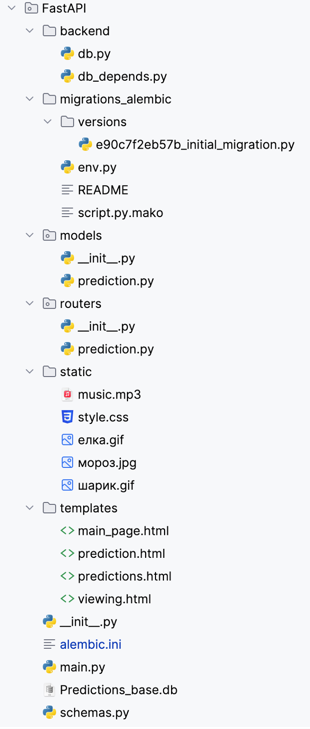 FastAPI
backend
db.py
db_depends.py
migrations_alembic
versions
e90c7f2eb57b_initial_migration.py
env.py
README
script.py.mako
models
__init__.py
prediction.py
routers
__init__.py
prediction.py
static
music.mp3
style.css
елка.gif
мороз.jpg
шарик.gif
templates
main_page.html
prediction.html
predictions.html
viewing.html
__init__.py
alembic.ini
main.py
Predictions_base.db
schemas.py